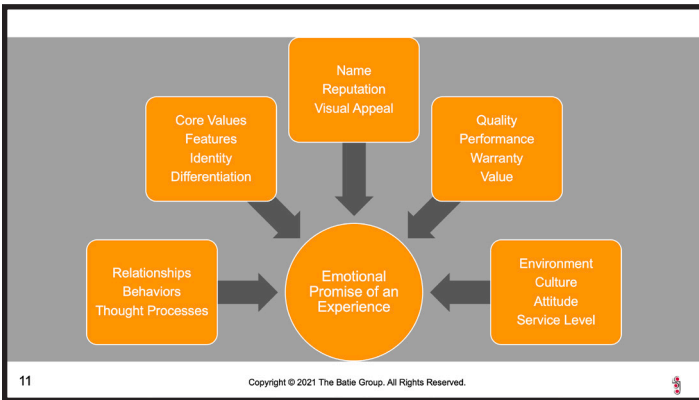 Name
Reputation
Visual Appeal
Core Values
Features
Identity
Differentiation
Quality
Performance
Warranty
Value
Relationships
Behaviors
Thought Processes
Emotional
Promise of an
Experience
Environment
Culture
Attitude
Service Level
11
Copyright © 2021 The Batie Group. All Rights Reserved.